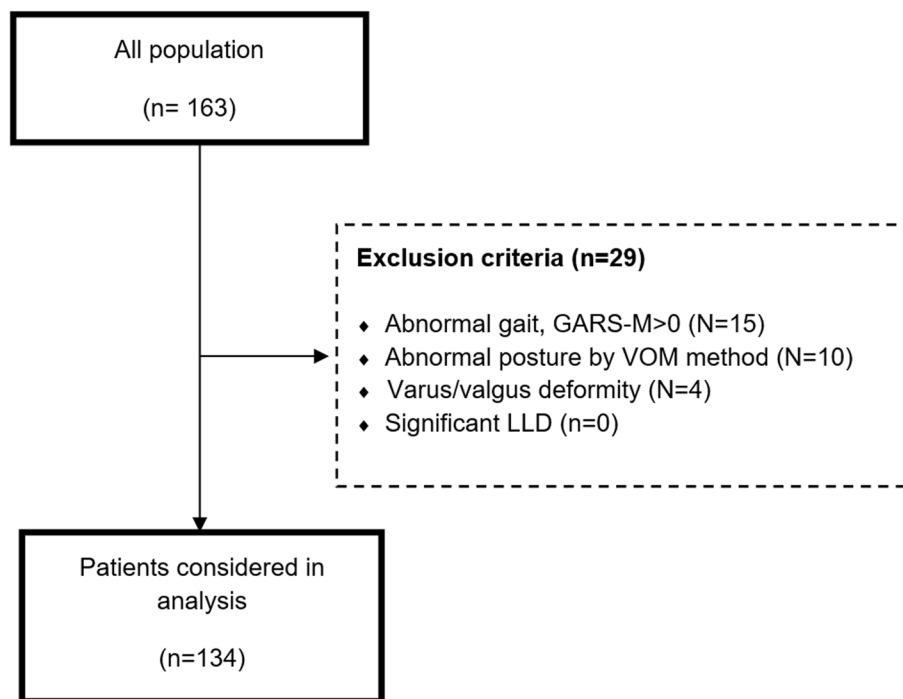 All population
(n= 163)
Exclusion criteria (n=29)
♦ Abnormal gait, GARS-M>0 (N=15)
♦ Abnormal posture by VOM method (N=10)
♦ Varus/valgus deformity (N=4)
♦ Significant LLD (n=0)
Patients considered in
analysis
(n=134)